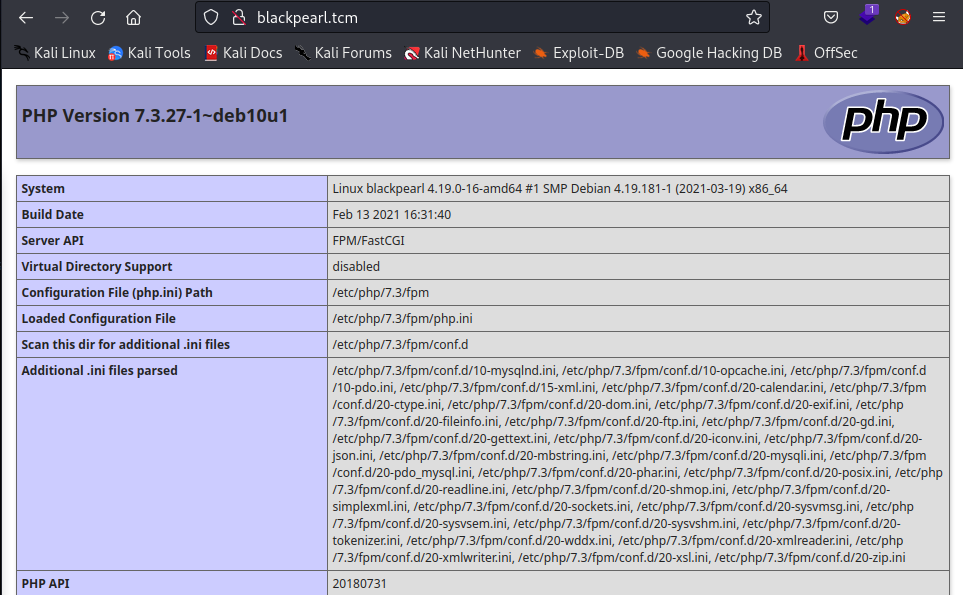 blackpearl.tcm
1
Kali Linux Kali Tools Kali Docs Kali Forums Kali NetHunter Exploit-DB Google Hacking DB OffSec
PHP Version 7.3.27-1~deb10u1
php
System Linux blackpearl 4.19.0-16-amd64 #1 SMP Debian 4.19.181-1 (2021-03-19) x86_64
Build Date Feb 13 2021 16:31:40
Server API FPM/FastCGI
Virtual Directory Support disabled
Configuration File (php.ini) Path /etc/php/7.3/fpm
Loaded Configuration File /etc/php/7.3/fpm/php.ini
Scan this dir for additional .ini files /etc/php/7.3/fpm/conf.d
Additional .ini files parsed /etc/php/7.3/fpm/conf.d/10-mysqlnd.ini, /etc/php/7.3/fpm/conf.d/10-opcache.ini, /etc/php/7.3/fpm/conf.d
/10-pdo.ini, /etc/php/7.3/fpm/conf.d/15-xml.ini, /etc/php/7.3/fpm/conf.d/20-calendar.ini, /etc/php/7.3/fpm
/conf.d/20-ctype.ini, /etc/php/7.3/fpm/conf.d/20-dom.ini, /etc/php/7.3/fpm/conf.d/20-exif.ini, /etc/php
/7.3/fpm/conf.d/20-fileinfo.ini, /etc/php/7.3/fpm/conf.d/20-ftp.ini, /etc/php/7.3/fpm/conf.d/20-gd.ini,
/etc/php/7.3/fpm/conf.d/20-gettext.ini, /etc/php/7.3/fpm/conf.d/20-iconv.ini, /etc/php/7.3/fpm/conf.d/20-
json.ini, /etc/php/7.3/fpm/conf.d/20-mbstring.ini, /etc/php/7.3/fpm/conf.d/20-mysqli.ini, /etc/php/7.3/fpm
/conf.d/20-pdo_mysql.ini, /etc/php/7.3/fpm/conf.d/20-phar.ini, /etc/php/7.3/fpm/conf.d/20-posix.ini, /etc/php
/7.3/fpm/conf.d/20-readline.ini, /etc/php/7.3/fpm/conf.d/20-shmop.ini, /etc/php/7.3/fpm/conf.d/20-
simplexml.ini, /etc/php/7.3/fpm/conf.d/20-sockets.ini, /etc/php/7.3/fpm/conf.d/20-sysvmsg.ini, /etc/php
/7.3/fpm/conf.d/20-sysvsem.ini, /etc/php/7.3/fpm/conf.d/20-sysvshm.ini, /etc/php/7.3/fpm/conf.d/20-
tokenizer.ini, /etc/php/7.3/fpm/conf.d/20-wddx.ini, /etc/php/7.3/fpm/conf.d/20-xmlreader.ini, /etc/php
/7.3/fpm/conf.d/20-xmlwriter.ini, /etc/php/7.3/fpm/conf.d/20-xsl.ini, /etc/php/7.3/fpm/conf.d/20-zip.ini
PHP API 20180731